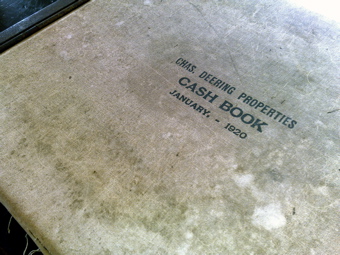 CHAS. DEERING PROPERTIES
CASH BOOK
JANUARY, - 1920